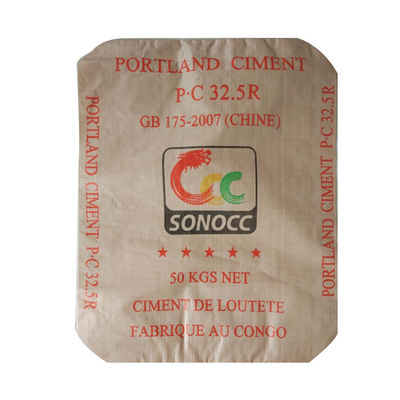 PORTLAND CIMENT
P·C 32.5R
GB 175-2007 (CHINE)
CCC
SONOCC
50 KGS NET
CIMENT DE LOUTETE
FABRIQUE AU CONGO
PORTLAND CIMENT P·C 32.5R
PORTLAND CIMENT P·C 32.5R